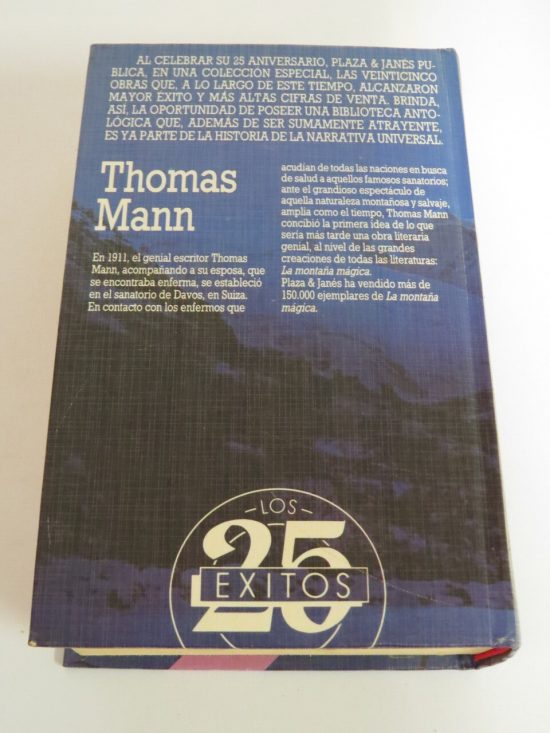 AL CELEBRAR SU 25 ANIVERSARIO, PLAZA & JANÉS PU-
BLICA, EN UNA COLECCIÓN ESPECIAL, LAS VEINTICINCO
OBRAS QUE, A LO LARGO DE ESTE TIEMPO, ALCANZARON
MAYOR ÉXITO Y MÁS ALTAS CIFRAS DE VENTA. BRINDA,
ASÍ, LA OPORTUNIDAD DE POSEER UNA BIBLIOTECA ANTO-
LÓGICA QUE, ADEMÁS DE SER SUMAMENTE ATRAYENTE,
ES YA PARTE DE LA HISTORIA DE LA NARRATIVA UNIVERSAL.
Thomas
Mann
En 1911, el genial escritor Thomas
Mann, acompañando a su esposa, que
se encontraba enferma, se estableció
en el sanatorio de Davos, en Suiza.
En contacto con los enfermos que
acudían de todas las naciones en busca
de salud a aquellos famosos sanatorios;
ante el grandioso espectáculo de
aquella naturaleza montañosa y salvaje,
amplia como el tiempo, Thomas Mann
concibió la primera idea de lo que
sería más tarde una obra literaria
genial, al nivel de las grandes
creaciones de todas las literaturas:
La montaña mágica.
Plaza & Janés ha vendido más de
150.000 ejemplares de La montaña
mágica.
LOS
25
ÉXITOS